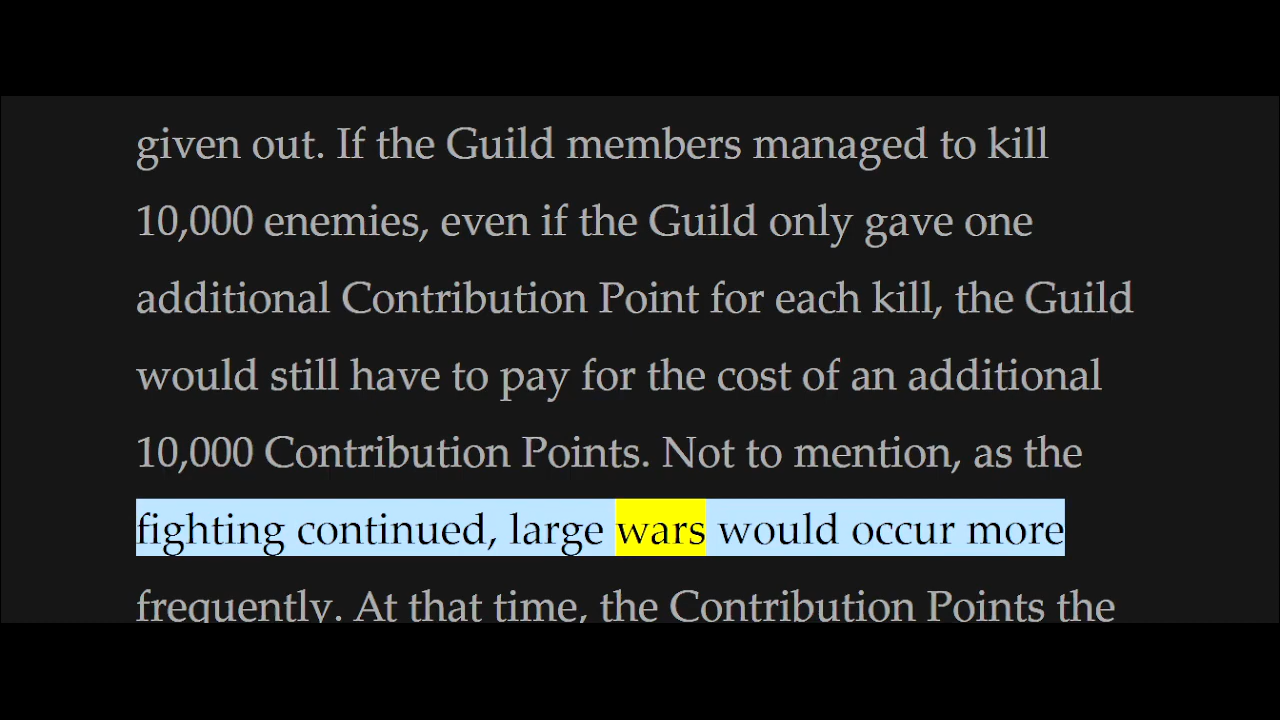 given out. If the Guild members managed to kill
10,000 enemies, even if the Guild only gave one
additional Contribution Point for each kill, the Guild
would still have to pay for the cost of an additional
10,000 Contribution Points. Not to mention, as the
fighting continued, large wars would occur more
frequently. At that time, the Contribution Points the